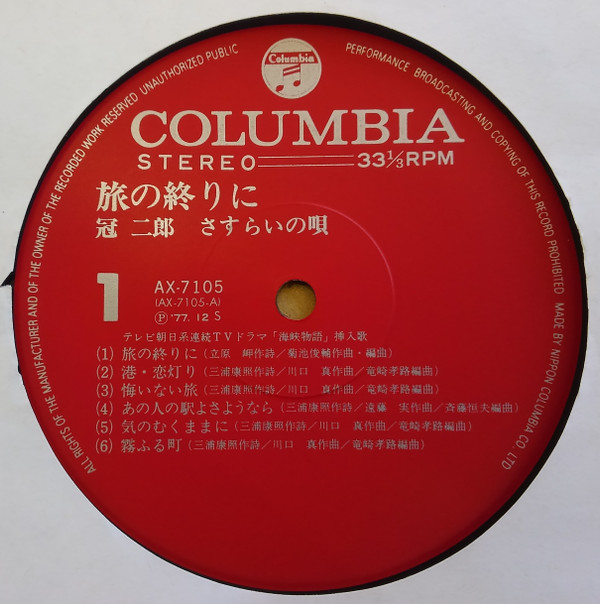 Columbia
COLUMBIA
STEREO 33⅓RPM
旅の終りに
冠 二郎 さすらいの唄
1
AX-7105
(AX-7105-A)
Ⓟ '77. 12 S
テレビ朝日系連続TVドラマ「海峡物語」挿入歌
(1) 旅の終りに (立原 岬作詩/菊池俊輔作曲・編曲)
(2) 港・恋灯り (三浦康照作詩/川口 真作曲/竜崎孝路編曲)
(3) 悔いない旅 (三浦康照作詩/川口 真作曲/竜崎孝路編曲)
(4) あの人の駅よさようなら (三浦康照作詩/遠藤 実作曲/斉藤恒夫編曲)
(5) 気のむくままに (三浦康照作詩/川口 真作曲/竜崎孝路編曲)
(6) 霧ふる町 (三浦康照作詩/川口 真作曲/竜崎孝路編曲)
ALL RIGHTS OF THE MANUFACTURER AND OF THE OWNER OF THE RECORDED WORK RESERVED UNAUTHORIZED PUBLIC PERFORMANCE BROADCASTING AND COPYING OF THIS RECORD PROHIBITED MADE BY NIPPON COLUMBIA CO. LTD